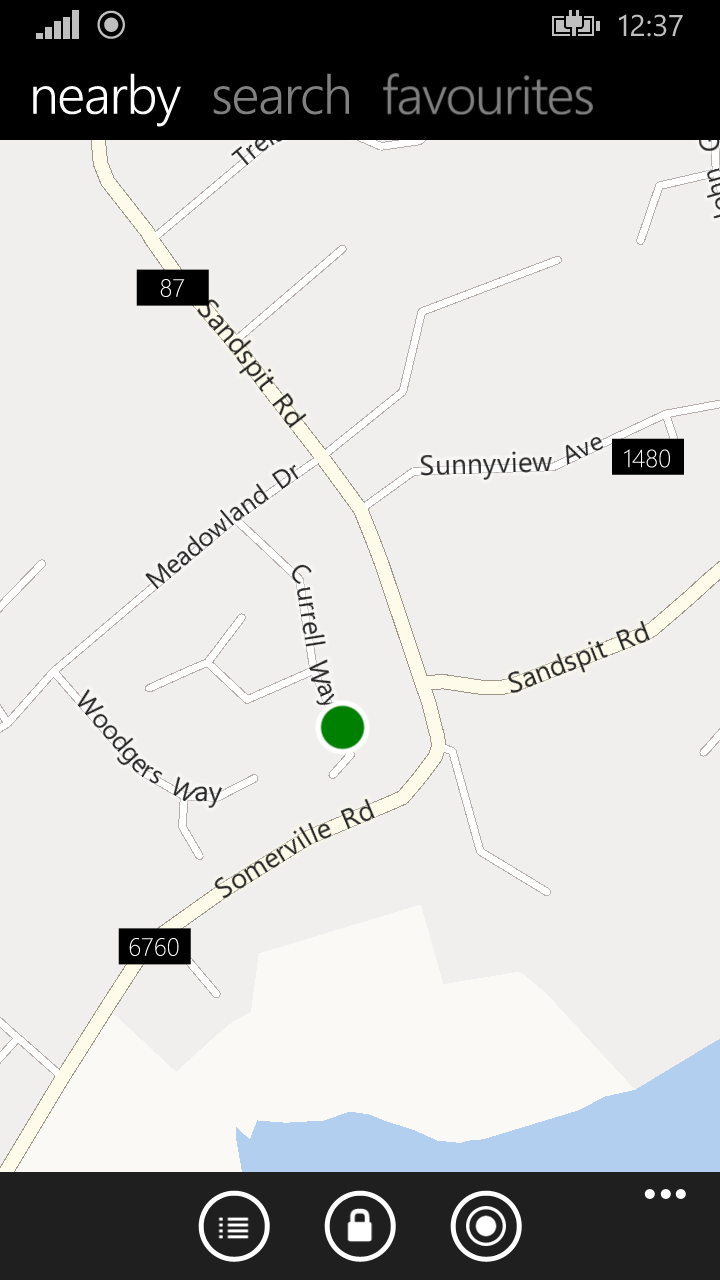 12:37
nearby search favourites
87
Sandspit Rd
Sunnyview Ave
1480
Meadowland Dr
Currell Way
Sandspit Rd
Woodgers Way
Somerville Rd
6760